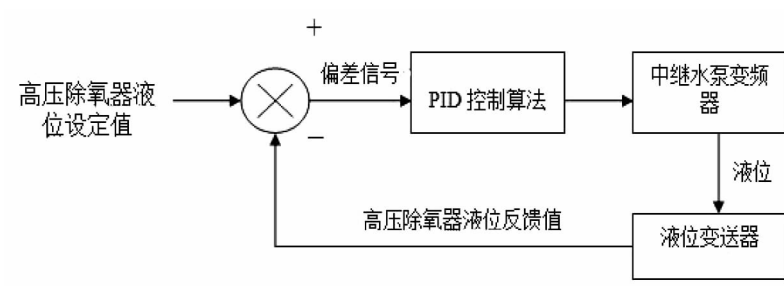 +
高压除氧器液
位设定值
偏差信号
PID 控制算法
中继水泵变频
器
−
液位
高压除氧器液位反馈值
液位变送器